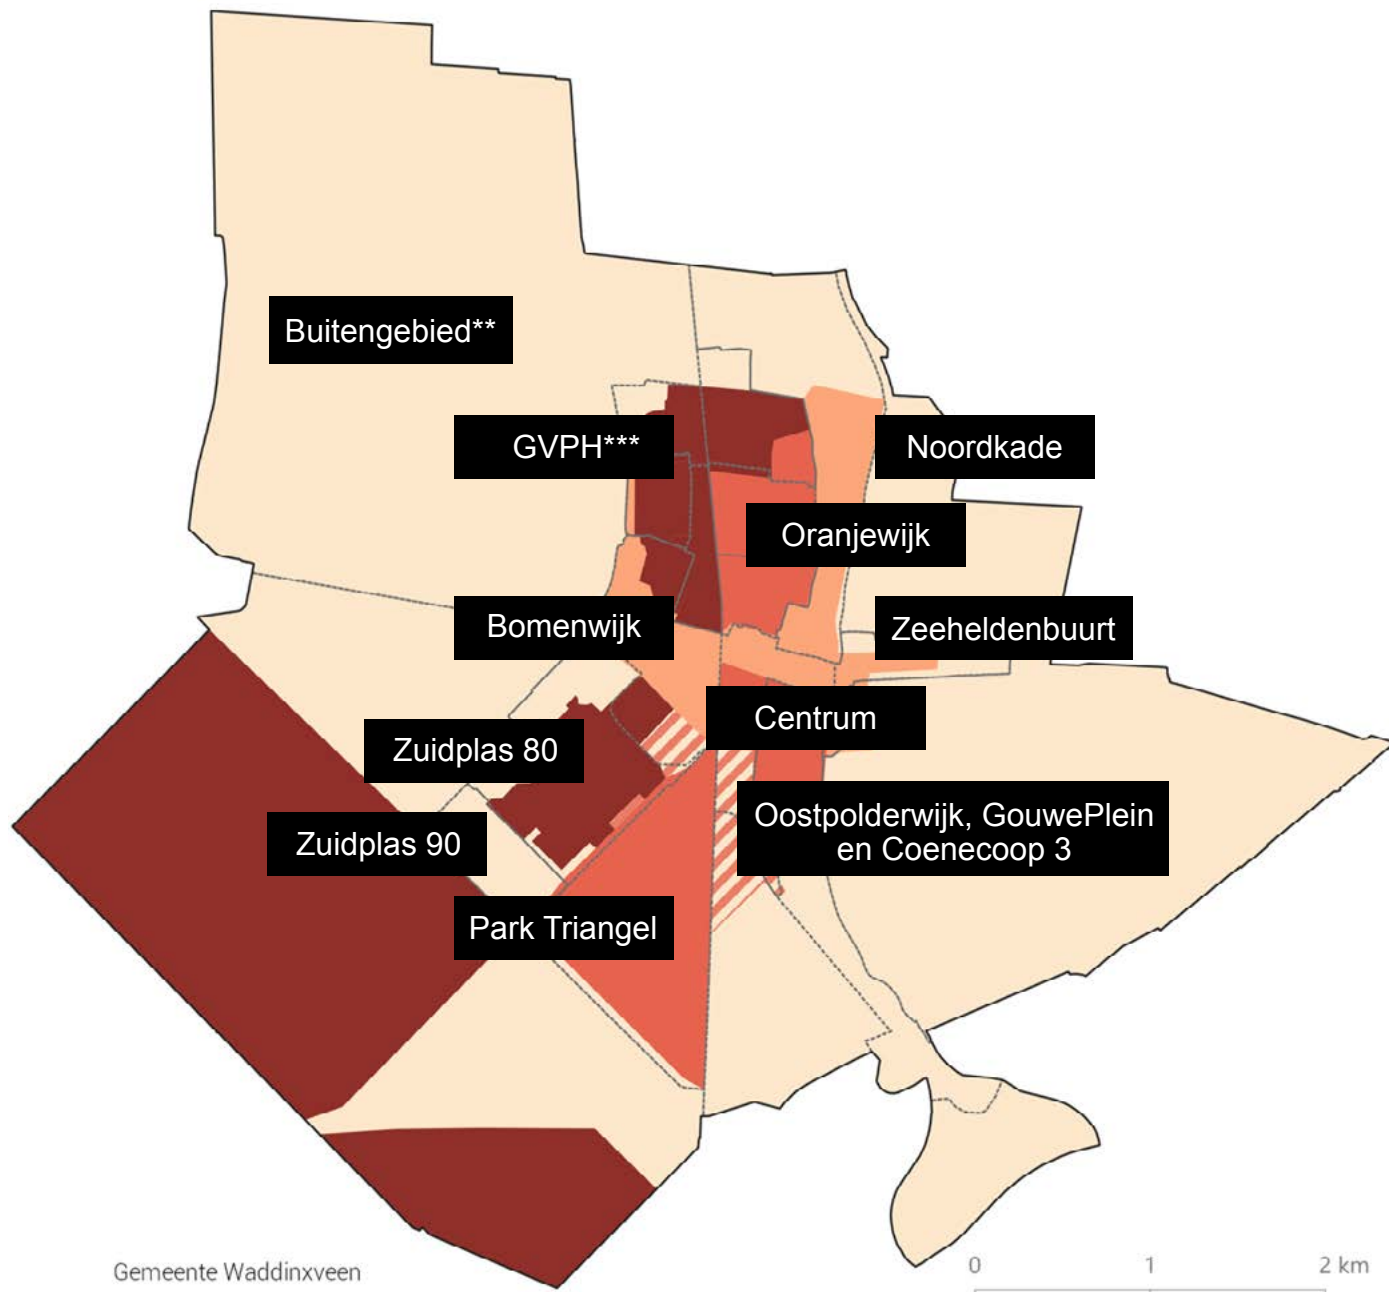 Buitengebied**
GVPH***
Noordkade
Oranjewijk
Bomenwijk
Zeeheldenbuurt
Centrum
Zuidplas 80
Oostpolderwijk, GouwePlein
en Coenecoop 3
Zuidplas 90
Park Triangel
Gemeente Waddinxveen
0 1 2 km